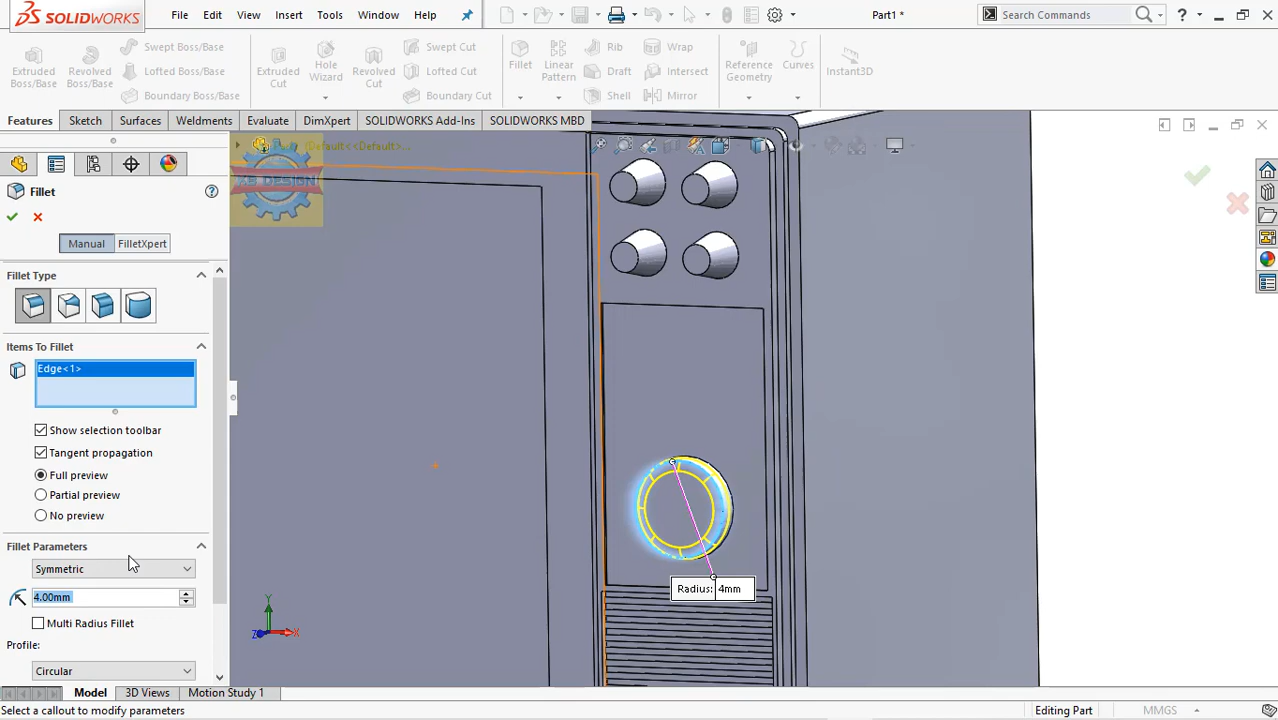 SOLIDWORKS
File Edit View Insert Tools Window Help
Part1 *
Search Commands
?
Extruded Boss/Base
Revolved Boss/Base
Swept Boss/Base
Lofted Boss/Base
Boundary Boss/Base
Extruded Cut
Hole Wizard
Revolved Cut
Swept Cut
Lofted Cut
Boundary Cut
Fillet
Linear Pattern
Rib
Draft
Shell
Wrap
Intersect
Mirror
Reference Geometry
Curves
Instant3D
Features Sketch Surfaces Weldments Evaluate DimXpert SOLIDWORKS Add-Ins SOLIDWORKS MBD
(Default<<Default>...
Fillet
?
Manual FilletXpert
Fillet Type
Items To Fillet
Edge<1>
Show selection toolbar
Tangent propagation
Full preview
Partial preview
No preview
Fillet Parameters
Symmetric
4.00mm
Multi Radius Fillet
Profile:
Circular
Radius: 4mm
Y
Z
X
Model 3D Views Motion Study 1
Select a callout to modify parameters
Editing Part
MMGS